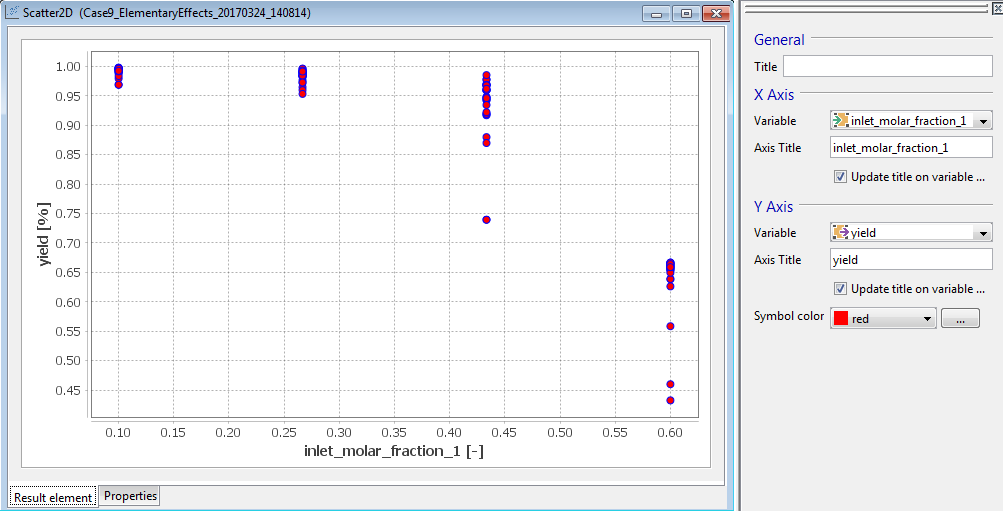 Scatter2D (Case9_ElementaryEffects_20170324_140814)
1.00
0.95
0.90
0.85
0.80
0.75
0.70
0.65
0.60
0.55
0.50
0.45
yield [%]
0.10 0.15 0.20 0.25 0.30 0.35 0.40 0.45 0.50 0.55 0.60
inlet_molar_fraction_1 [-]
Result element Properties
General
Title
X Axis
Variable inlet_molar_fraction_1
Axis Title inlet_molar_fraction_1
Update title on variable ...
Y Axis
Variable yield
Axis Title yield
Update title on variable ...
Symbol color red ...